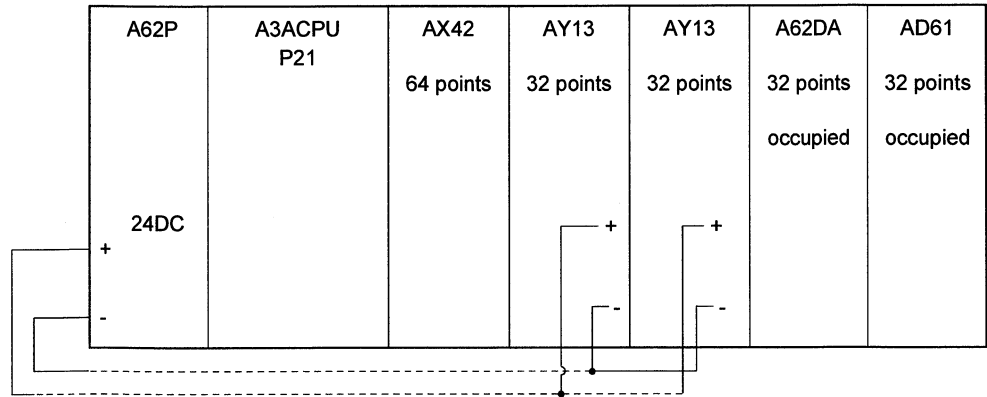 A62P
A3ACPU
P21
AX42
64 points
AY13
32 points
AY13
32 points
A62DA
32 points
occupied
AD61
32 points
occupied
24DC
+
-
+
-
+
-